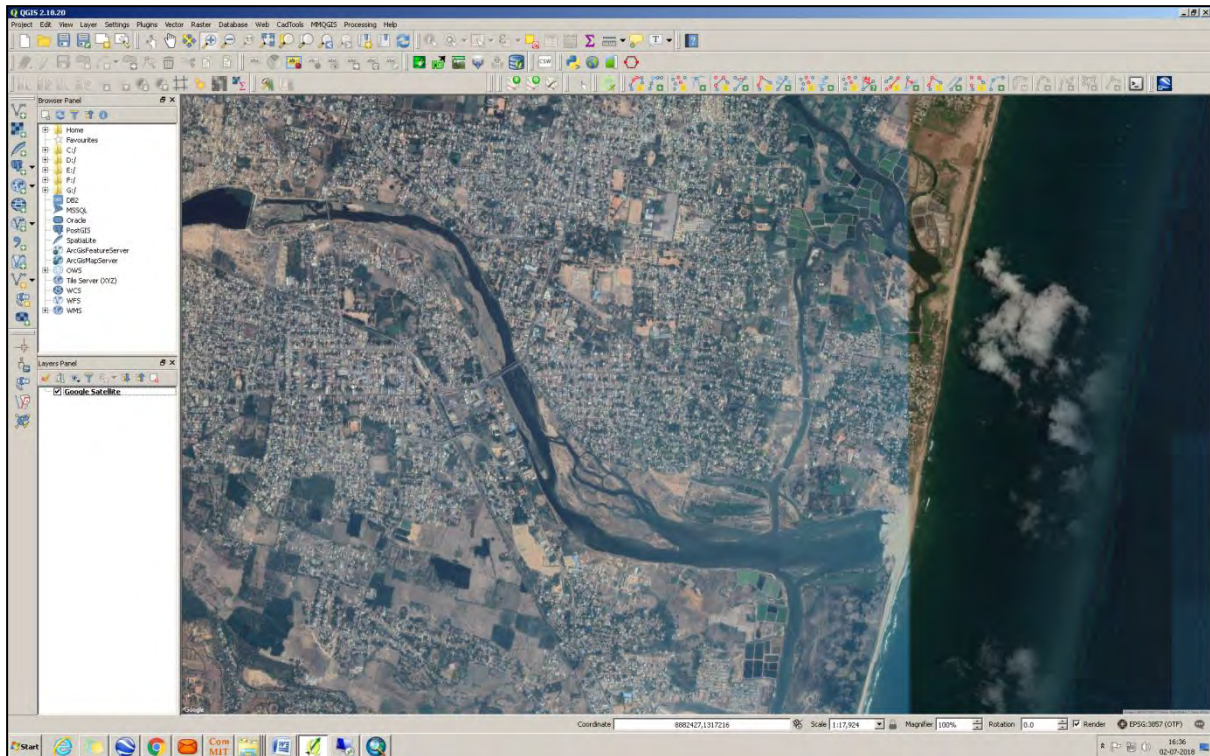 QGIS 2.18.20
Project Edit View Layer Settings Plugins Vector Raster Database Web CadTools MMQGIS Processing Help
CSW
Browser Panel
Home
Favourites
C:/
D:/
E:/
F:/
G:/
DB2
MSSQL
Oracle
PostGIS
SpatiaLite
ArcGisFeatureServer
ArcGisMapServer
OWS
Tile Server (XYZ)
WCS
WFS
WMS
Layers Panel
Google Satellite
Google
Coordinate 8882427,1317216 Scale 1:17,924 Magnifier 100% Rotation 0.0 Render EPSG:3857 (OTF)
Start
Com
MIT
16:36
02-07-2018